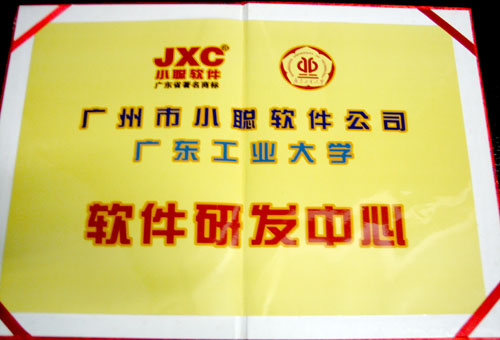 JXC®
小聪软件
广东省著名商标
广州市小聪软件公司
广东工业大学
软件研发中心